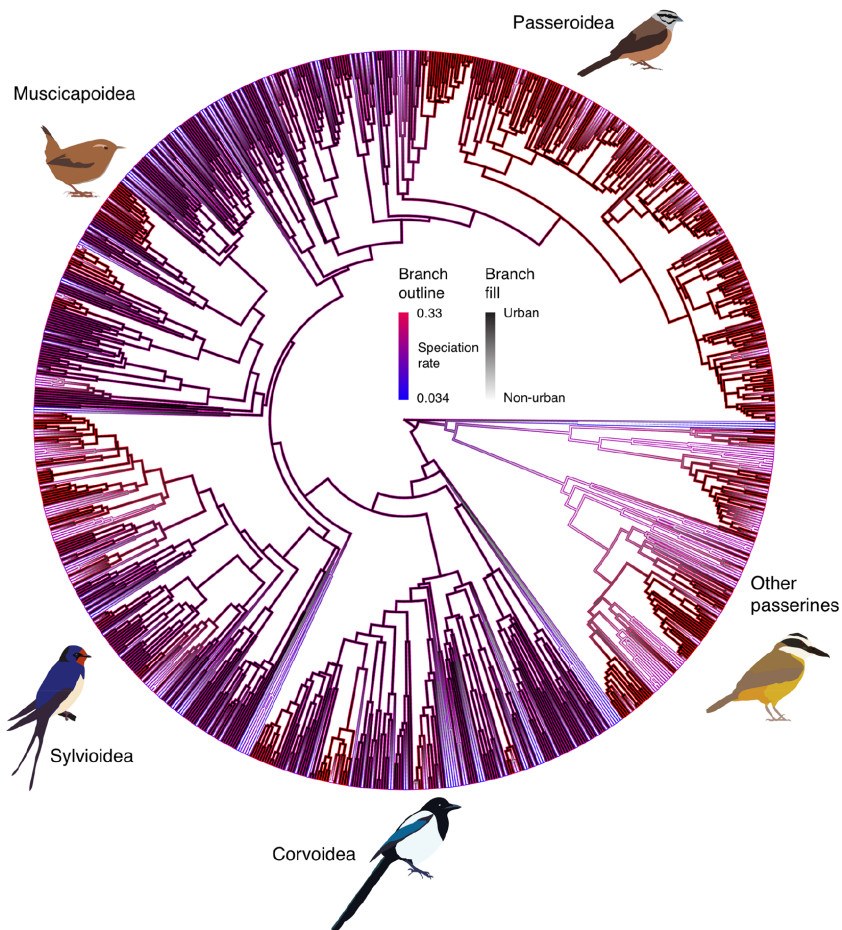 Passeroidea
Muscicapoidea
Branch outline
Branch fill
0.33
Urban
Speciation rate
0.034
Non-urban
Other passerines
Sylvioidea
Corvoidea